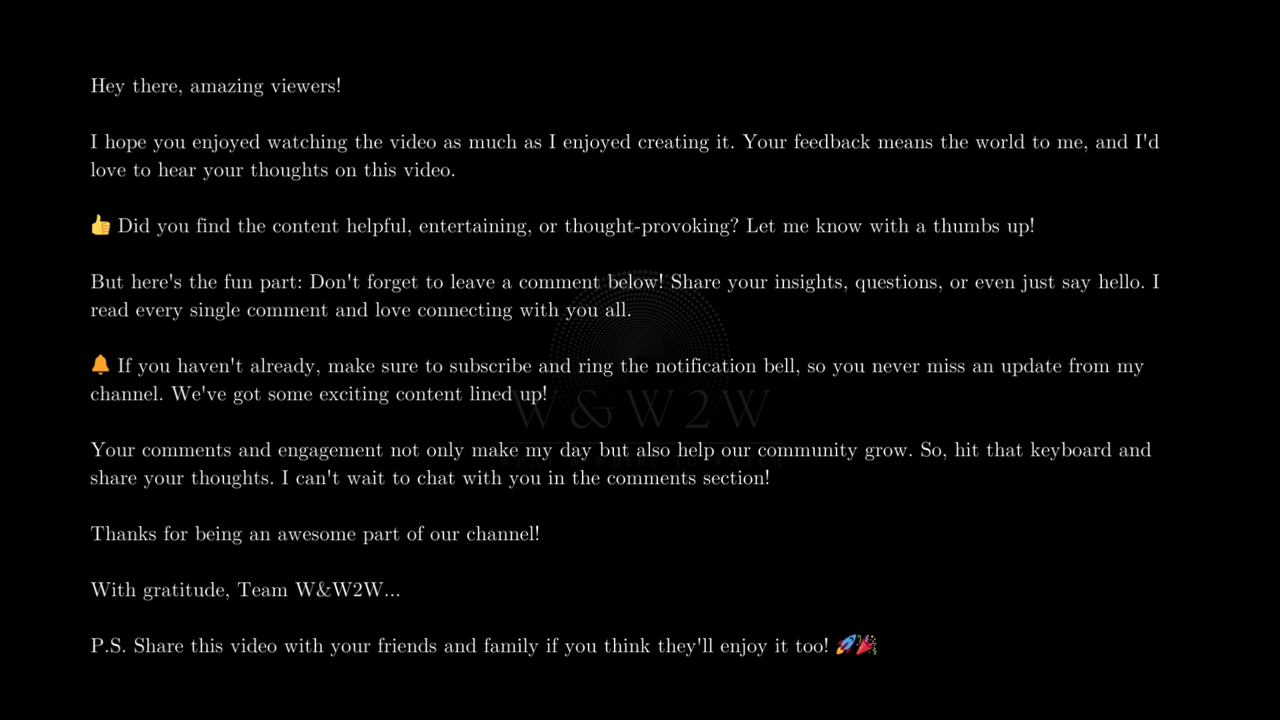 Hey there, amazing viewers!
I hope you enjoyed watching the video as much as I enjoyed creating it. Your feedback means the world to me, and I'd
love to hear your thoughts on this video.
👍 Did you find the content helpful, entertaining, or thought-provoking? Let me know with a thumbs up!
But here's the fun part: Don't forget to leave a comment below! Share your insights, questions, or even just say hello. I
read every single comment and love connecting with you all.
🔔 If you haven't already, make sure to subscribe and ring the notification bell, so you never miss an update from my
channel. We've got some exciting content lined up!
W&W2W
Your comments and engagement not only make my day but also help our community grow. So, hit that keyboard and
share your thoughts. I can't wait to chat with you in the comments section!
Thanks for being an awesome part of our channel!
With gratitude, Team W&W2W...
P.S. Share this video with your friends and family if you think they'll enjoy it too! 🚀🎉